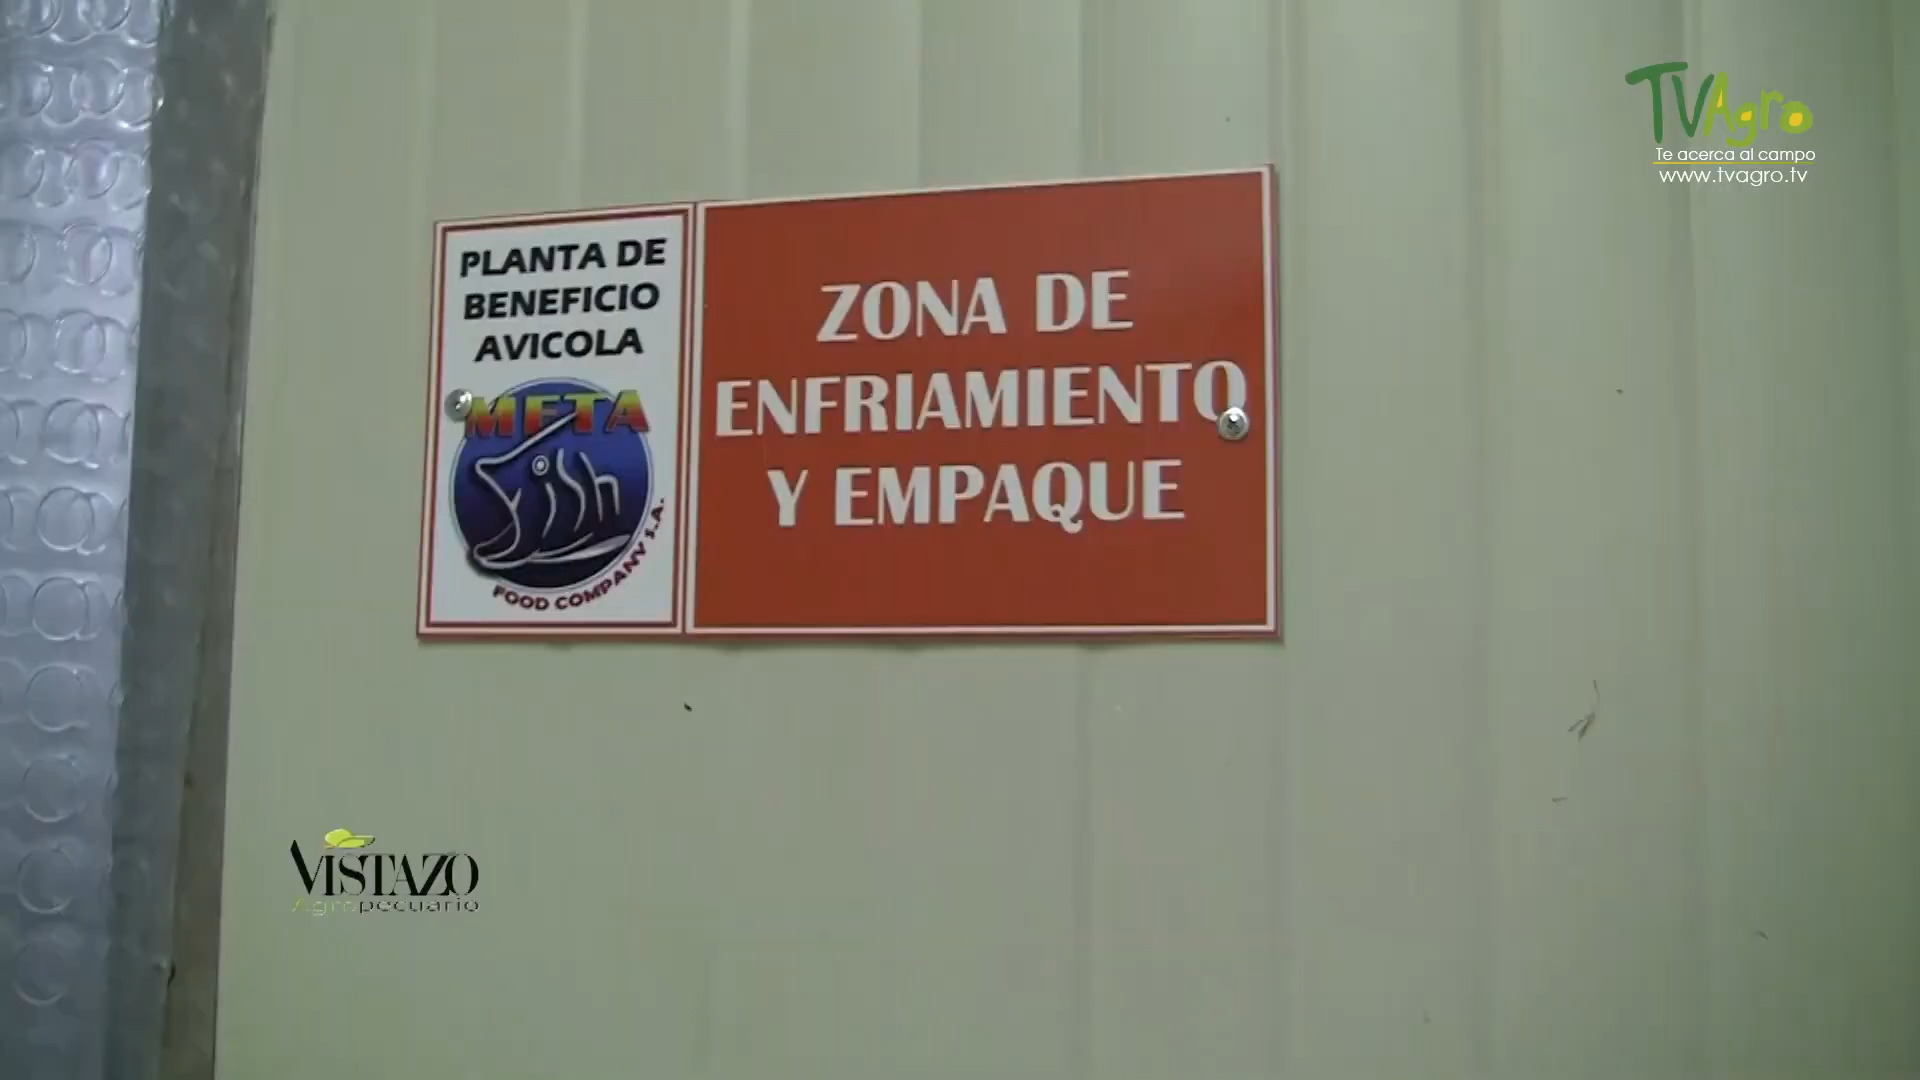 TVAgro
Te acerca al campo
www.tvagro.tv
PLANTA DE
BENEFICIO
AVICOLA
META
Fish
FOOD COMPANY S.A.
ZONA DE
ENFRIAMIENTO
Y EMPAQUE
VISTAZO
Agropecuario